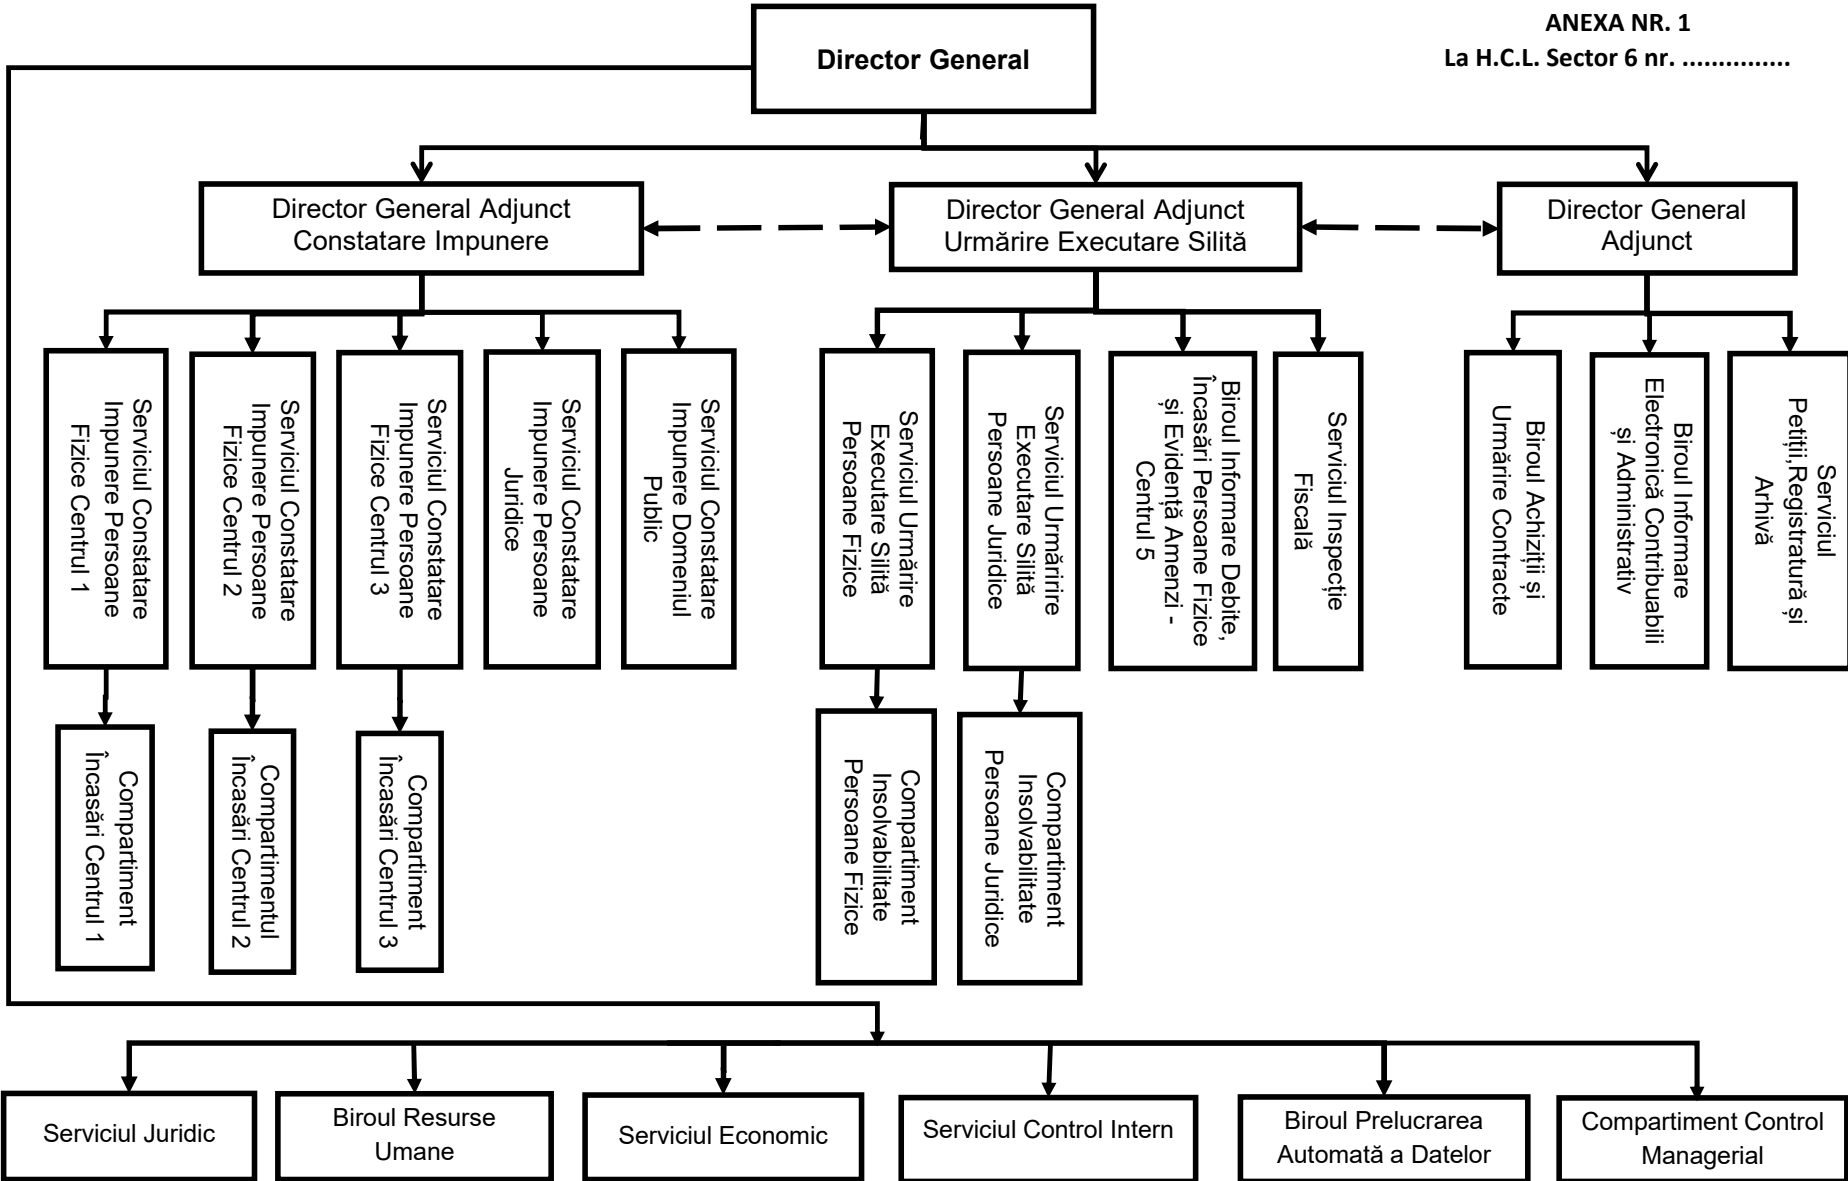 ANEXA NR. 1
La H.C.L. Sector 6 nr. ...............
Director General
Director General Adjunct
Constatare Impunere
Director General Adjunct
Urmărire Executare Silită
Director General
Adjunct
Serviciul Constatare
Impunere Persoane
Fizice Centrul 1
Serviciul Constatare
Impunere Persoane
Fizice Centrul 2
Serviciul Constatare
Impunere Persoane
Fizice Centrul 3
Serviciul Constatare
Impunere Persoane
Juridice
Serviciul Constatare
Impunere Domeniul
Public
Serviciul Urmărire
Executare Silită
Persoane Fizice
Serviciul Urmăririre
Executare Silită
Persoane Juridice
Biroul Informare Debite,
Încasări Persoane Fizice
și Evidență Amenzi -
Centrul 5
Serviciul Inspecție
Fiscală
Biroul Achiziții și
Urmărire Contracte
Biroul Informare
Electronică Contribuabili
și Administrativ
Serviciul
Petiții,Registratură și
Arhivă
Compartiment
Încasări Centrul 1
Compartimentul
Încasări Centrul 2
Compartiment
Încasări Centrul 3
Compartiment
Insolvabilitate
Persoane Fizice
Compartiment
Insolvabilitate
Persoane Juridice
Serviciul Juridic
Biroul Resurse
Umane
Serviciul Economic
Serviciul Control Intern
Biroul Prelucrarea
Automată a Datelor
Compartiment Control
Managerial